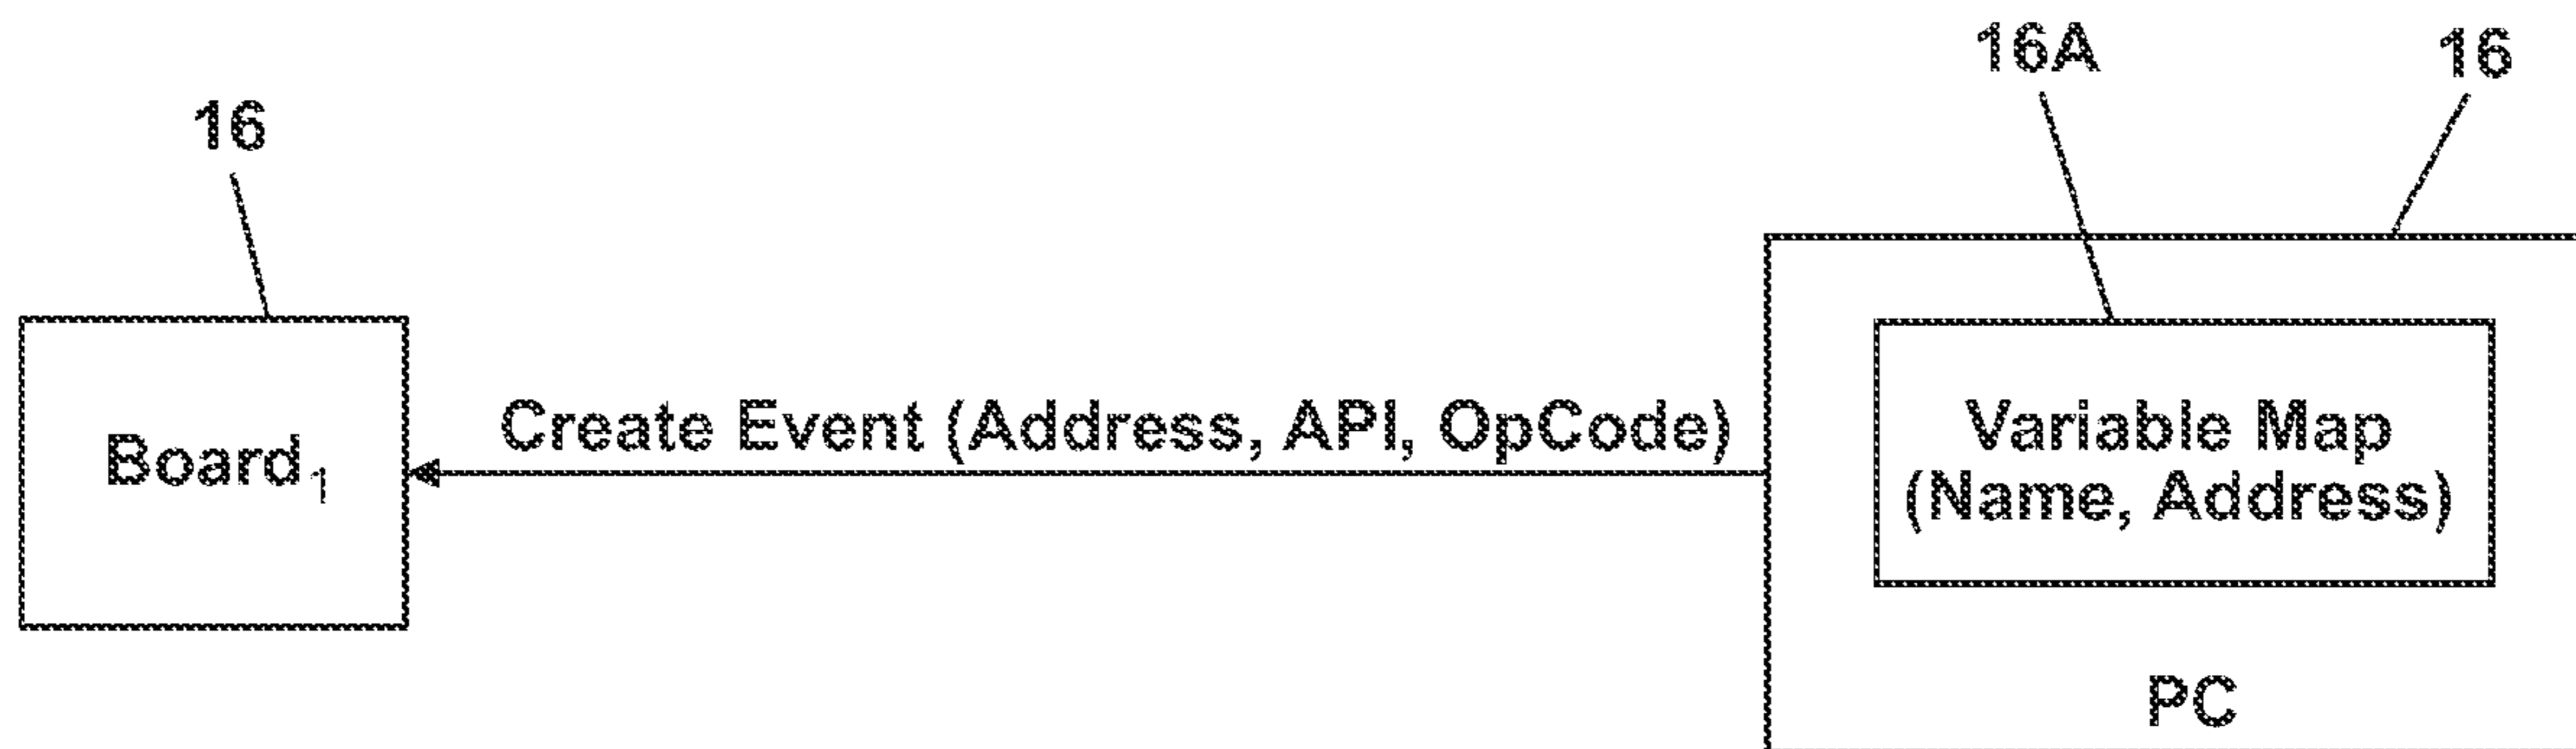 16A
16
16
Create Event (Address, API, OpCode)
Board₁
Variable Map
(Name, Address)
PC